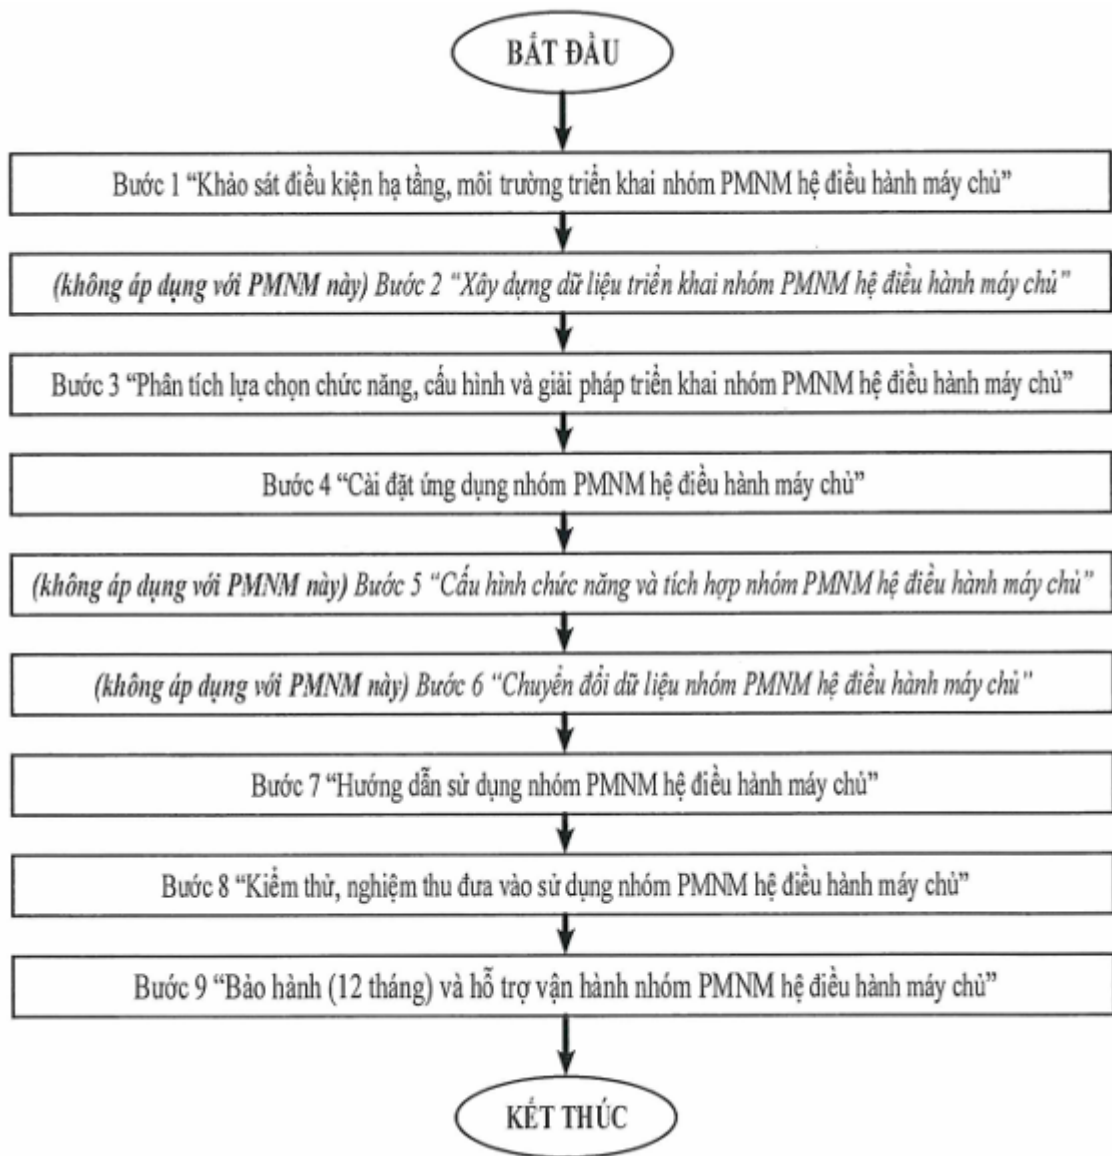 BẮT ĐẦU
Bước 1 “Khảo sát điều kiện hạ tầng, môi trường triển khai nhóm PMNM hệ điều hành máy chủ”
(không áp dụng với PMNM này) Bước 2 “Xây dựng dữ liệu triển khai nhóm PMNM hệ điều hành máy chủ”
Bước 3 “Phân tích lựa chọn chức năng, cấu hình và giải pháp triển khai nhóm PMNM hệ điều hành máy chủ”
Bước 4 “Cài đặt ứng dụng nhóm PMNM hệ điều hành máy chủ”
(không áp dụng với PMNM này) Bước 5 “Cấu hình chức năng và tích hợp nhóm PMNM hệ điều hành máy chủ”
(không áp dụng với PMNM này) Bước 6 “Chuyển đổi dữ liệu nhóm PMNM hệ điều hành máy chủ”
Bước 7 “Hướng dẫn sử dụng nhóm PMNM hệ điều hành máy chủ”
Bước 8 “Kiểm thử, nghiệm thu đưa vào sử dụng nhóm PMNM hệ điều hành máy chủ”
Bước 9 “Bảo hành (12 tháng) và hỗ trợ vận hành nhóm PMNM hệ điều hành máy chủ”
KẾT THÚC